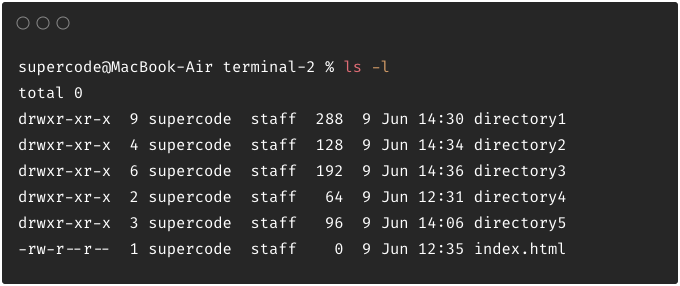 supercode@MacBook-Air terminal-2 % ls -l
total 0
drwxr-xr-x  9 supercode  staff  288  9 Jun 14:30 directory1
drwxr-xr-x  4 supercode  staff  128  9 Jun 14:34 directory2
drwxr-xr-x  6 supercode  staff  192  9 Jun 14:36 directory3
drwxr-xr-x  2 supercode  staff   64  9 Jun 12:31 directory4
drwxr-xr-x  3 supercode  staff   96  9 Jun 14:06 directory5
-rw-r--r--  1 supercode  staff    0  9 Jun 12:35 index.html